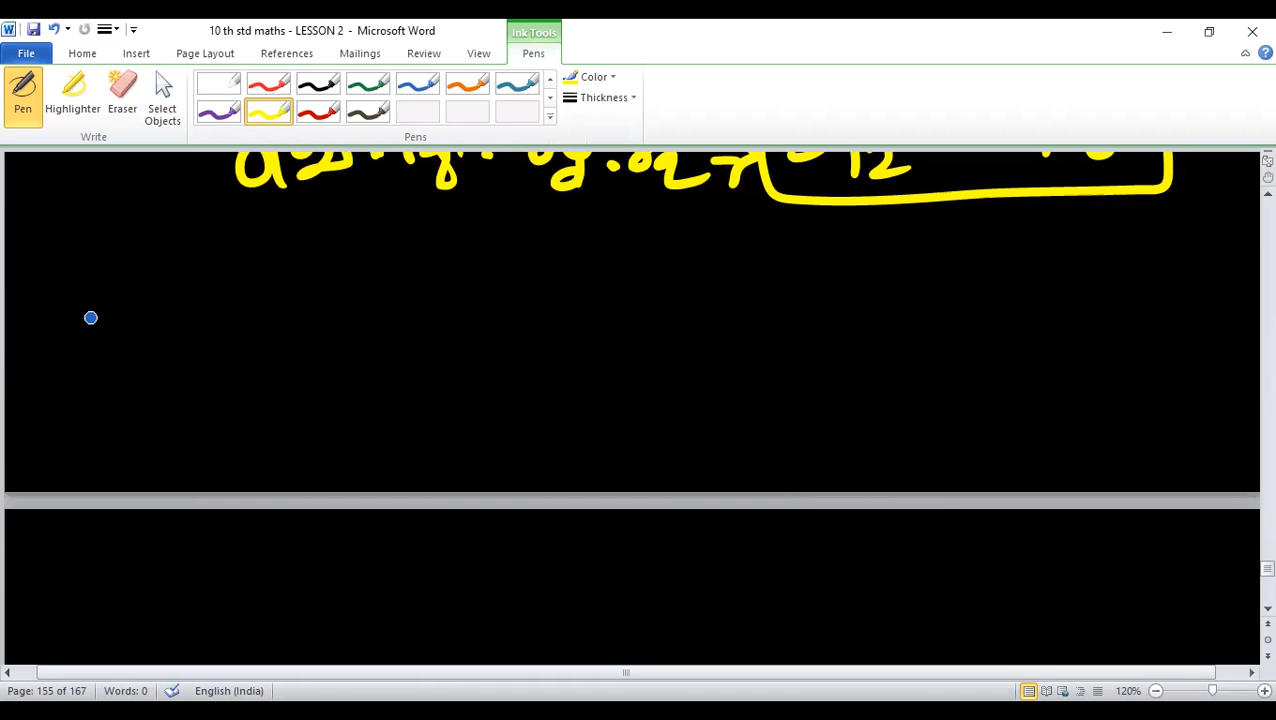 10 th std maths - LESSON 2 - Microsoft Word
Ink Tools
File Home Insert Page Layout References Mailings Review View Pens
Pen Highlighter Eraser Select Objects
Color
Thickness
Write Pens
Page: 155 of 167 Words: 0 English (India) 120%